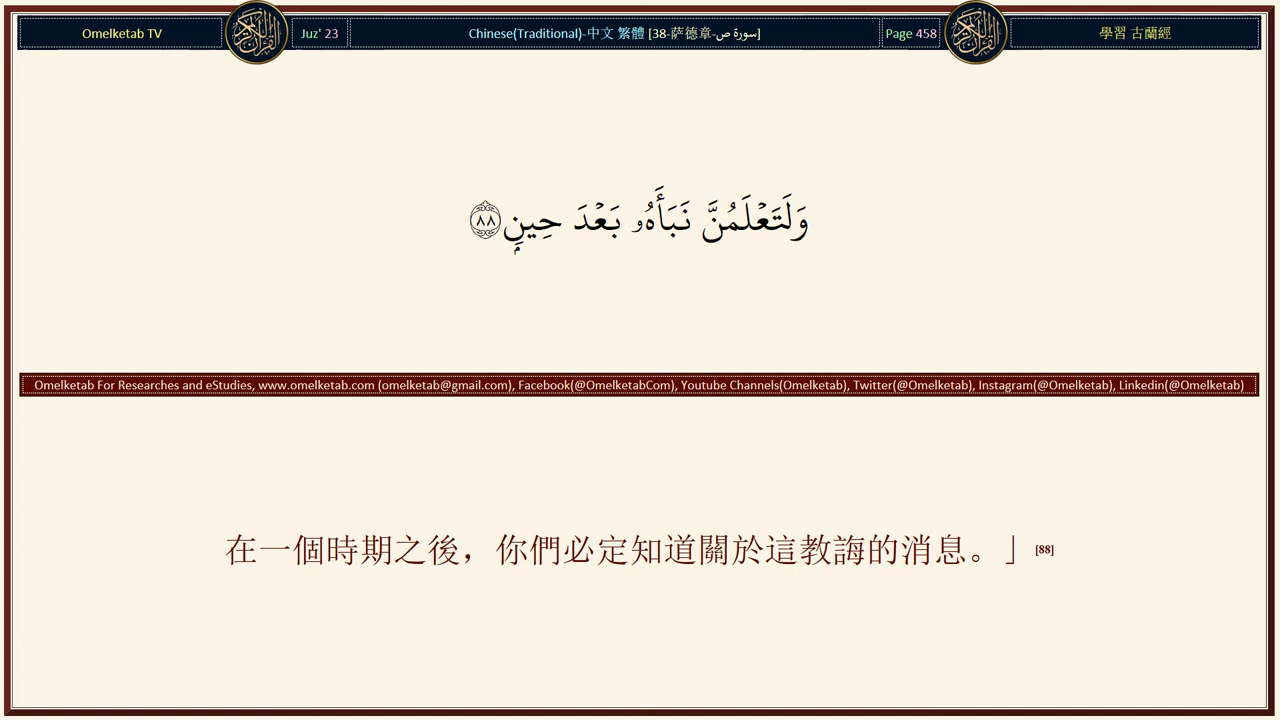 Omelketab TV
Juz' 23
Chinese(Traditional)-中文 繁體 [38-萨德章-سورة ص]
Page 458
學習 古蘭經
وَلَتَعۡلَمُنَّ نَبَأَهُۥ بَعۡدَ حِينِۭ ٨٨
Omelketab For Researches and eStudies, www.omelketab.com (omelketab@gmail.com), Facebook(@OmelketabCom), Youtube Channels(Omelketab), Twitter(@Omelketab), Instagram(@Omelketab), Linkedin(@Omelketab)
在一個時期之後，你們必定知道關於這教誨的消息。」 [88]